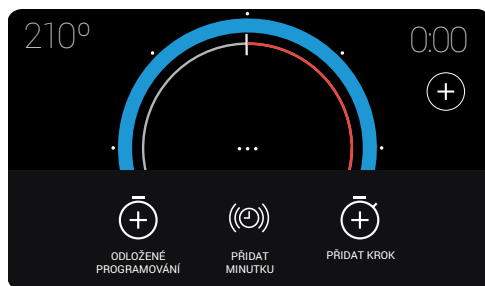 210º
0:00
ODLOŽENÉ
PROGRAMOVÁNÍ
PŘIDAT
MINUTKU
PŘIDAT KROK